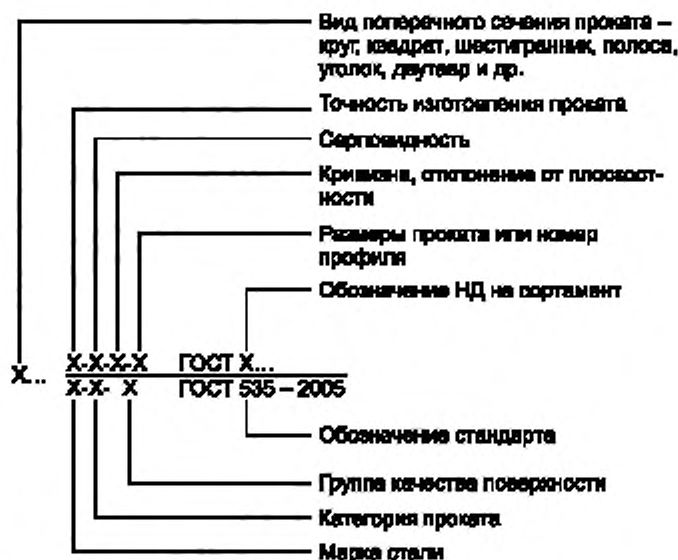 Вид поперечного сечения проката –
круг, квадрат, шестигранник, полоса,
уголок, двутавр и др.
Точность изготовления проката
Серповидность
Кривизна, отклонение от плоскост-
ности
Размеры проката или номер
профиля
Обозначение НД на сортамент
Х-Х-Х-Х ГОСТ Х...
Х...
Х-Х- Х ГОСТ 535 – 2005
Обозначение стандарта
Группа качества поверхности
Категория проката
Марка стали